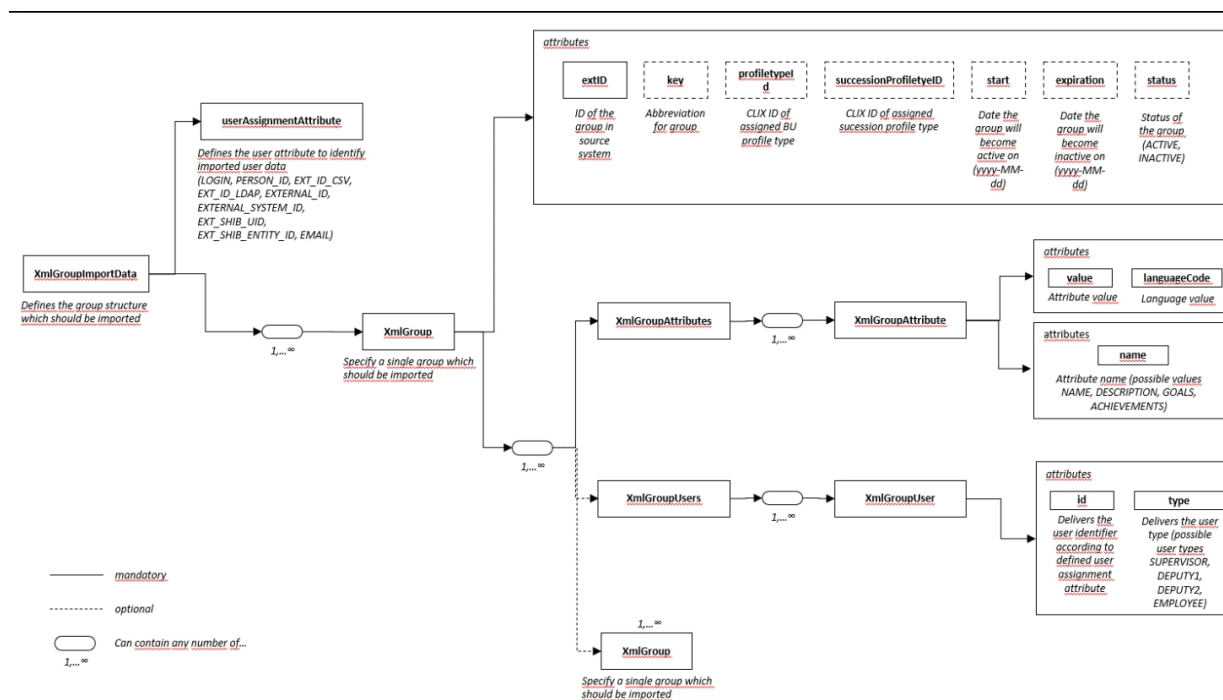 attributes
extID
key
profiletypeI
d
successionProfiletyeID
start
expiration
status
ID of the
group in
source
system
Abbreviation
for group
CLIX ID of
assigned BU
profile type
CLIX ID of assigned
sucession profile type
Date the
group will
become
active on
(yyyy-MM-
dd)
Date the
group will
become
inactive on
(yyyy-MM-
dd)
Status of
the group
(ACTIVE,
INACTIVE)
userAssignmentAttribute
Defines the user attribute to identify
imported user data
(LOGIN, PERSON_ID, EXT_ID_CSV,
EXT_ID_LDAP, EXTERNAL_ID,
EXTERNAL_SYSTEM_ID,
EXT_SHIB_UID,
EXT_SHIB_ENTITY_ID, EMAIL)
XmlGroupImportData
Defines the group structure
which should be imported
1,...∞
XmlGroup
Specify a single group which
should be imported
1,...∞
XmlGroupAttributes
1,...∞
XmlGroupAttribute
attributes
value
languageCode
Attribute value
Language value
attributes
name
Attribute name (possible values
NAME, DESCRIPTION, GOALS,
ACHIEVEMENTS)
XmlGroupUsers
1,...∞
XmlGroupUser
attributes
id
type
Delivers the
user identifier
according to
defined user
assignment
attribute
Delivers the user
type (possible
user types
SUPERVISOR,
DEPUTY1,
DEPUTY2,
EMPLOYEE)
1,...∞
XmlGroup
Specify a single group which
should be imported
mandatory
optional
Can contain any number of...
1,...∞